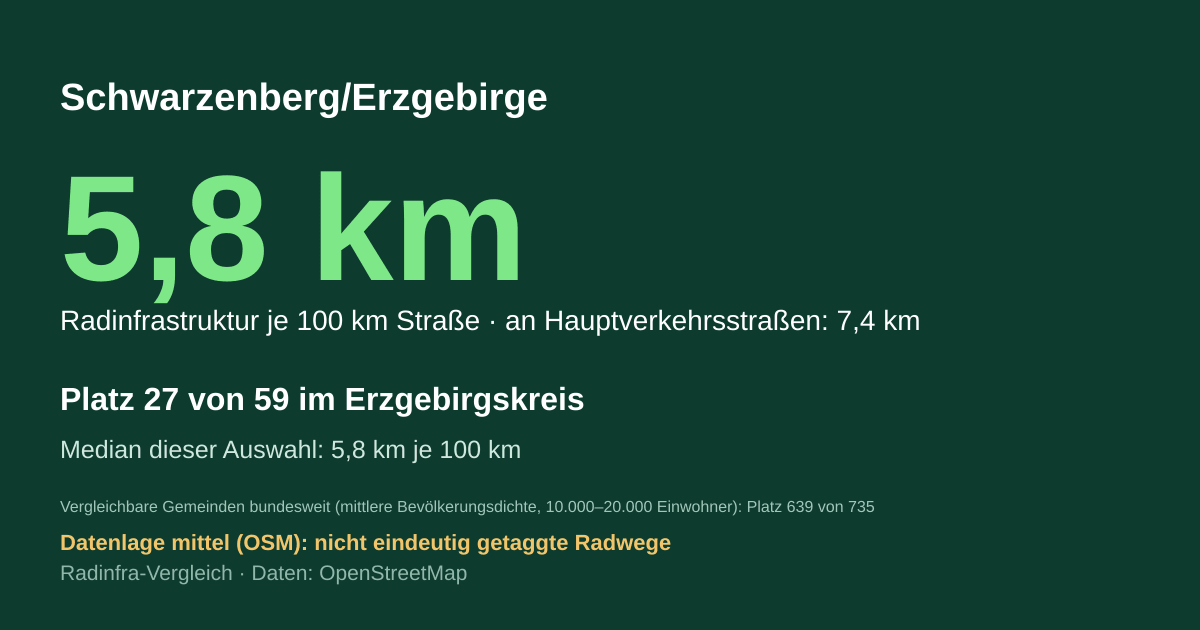 Schwarzenberg/Erzgebirge
5,8 km
Radinfrastruktur je 100 km Straße · an Hauptverkehrsstraßen: 7,4 km
Platz 27 von 59 im Erzgebirgskreis
Median dieser Auswahl: 5,8 km je 100 km
Vergleichbare Gemeinden bundesweit (mittlere Bevölkerungsdichte, 10.000–20.000 Einwohner): Platz 639 von 735
Datenlage mittel (OSM): nicht eindeutig getaggte Radwege
Radinfra-Vergleich · Daten: OpenStreetMap